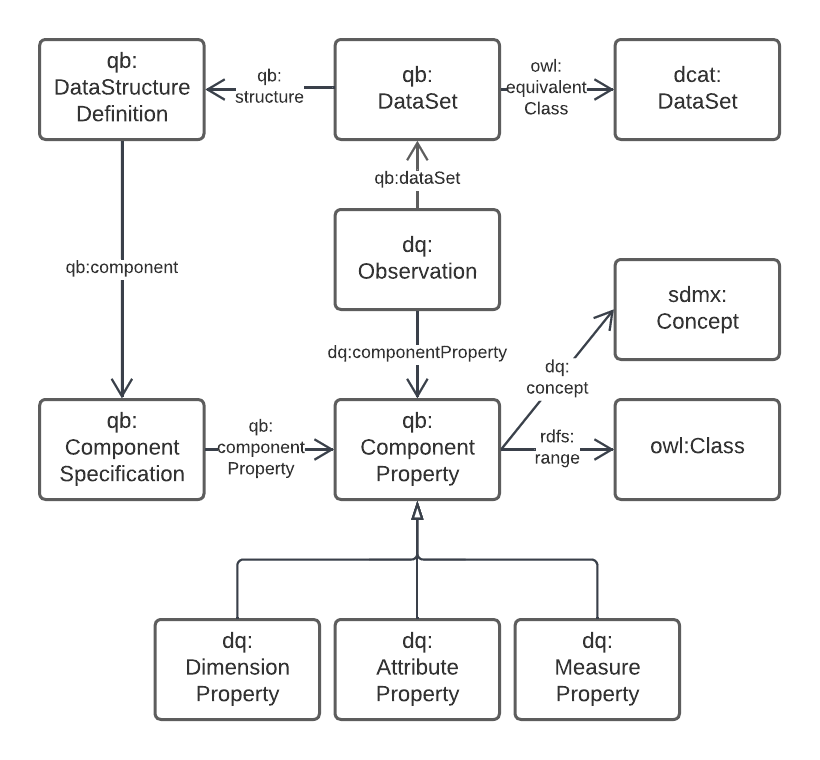 qb:
DataStructure
Definition
qb:
structure
qb:
DataSet
owl:
equivalent
Class
dcat:
DataSet
qb:dataSet
dq:
Observation
qb:component
sdmx:
Concept
dq:componentProperty
dq:
concept
qb:
Component
Specification
qb:
component
Property
qb:
Component
Property
rdfs:
range
owl:Class
dq:
Dimension
Property
dq:
Attribute
Property
dq:
Measure
Property